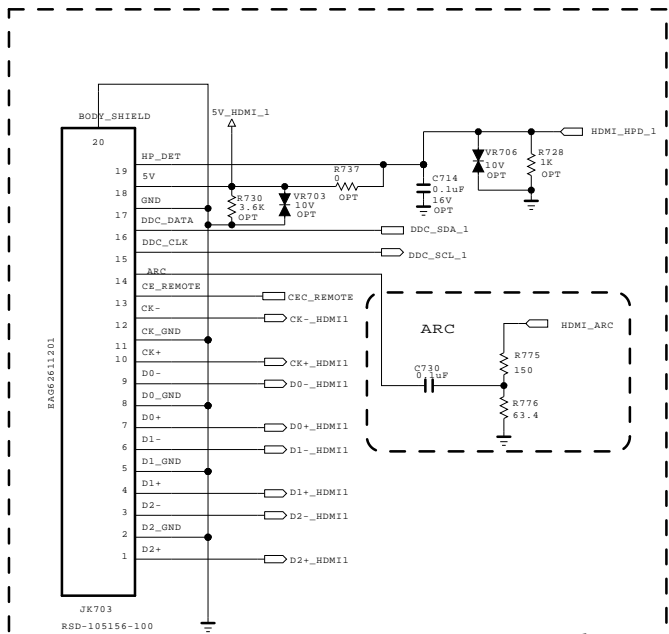 BODY_SHIELD
20
5V_HDMI_1
HDMI_HPD_1
19
HP_DET
R737
0
OPT
C714
0.1uF
16V
OPT
VR706
10V
OPT
R728
1K
OPT
18
5V
R730
3.6K
OPT
VR703
10V
OPT
17
GND
16
DDC_DATA
DDC_SDA_1
15
DDC_CLK
DDC_SCL_1
14
ARC
13
CE_REMOTE
CEC_REMOTE
12
CK-
CK-_HDMI1
11
CK_GND
10
CK+
CK+_HDMI1
9
D0-
D0-_HDMI1
8
D0_GND
7
D0+
D0+_HDMI1
6
D1-
D1-_HDMI1
5
D1_GND
4
D1+
D1+_HDMI1
3
D2-
D2-_HDMI1
2
D2_GND
1
D2+
D2+_HDMI1
EAG62611201
JK703
RSD-105156-100
ARC
HDMI_ARC
R775
150
C730
0.1uF
R776
63.4